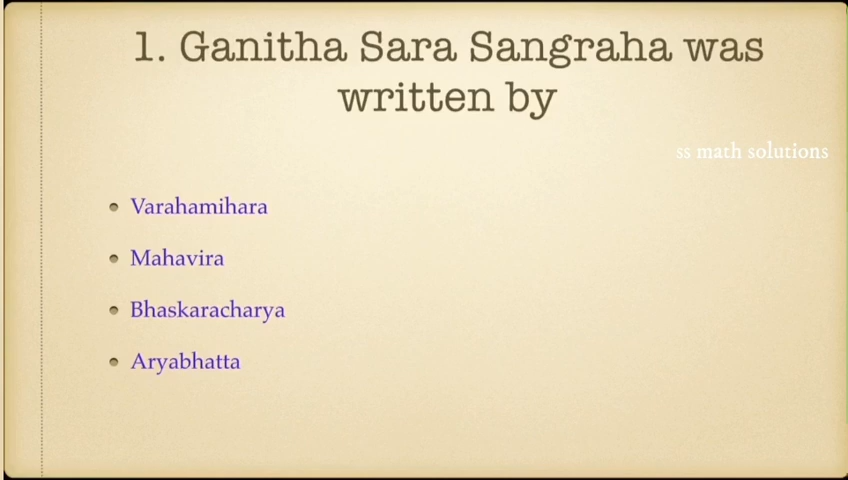 1. Ganitha Sara Sangraha was
written by
ss math solutions
Varahamihara
Mahavira
Bhaskaracharya
Aryabhatta